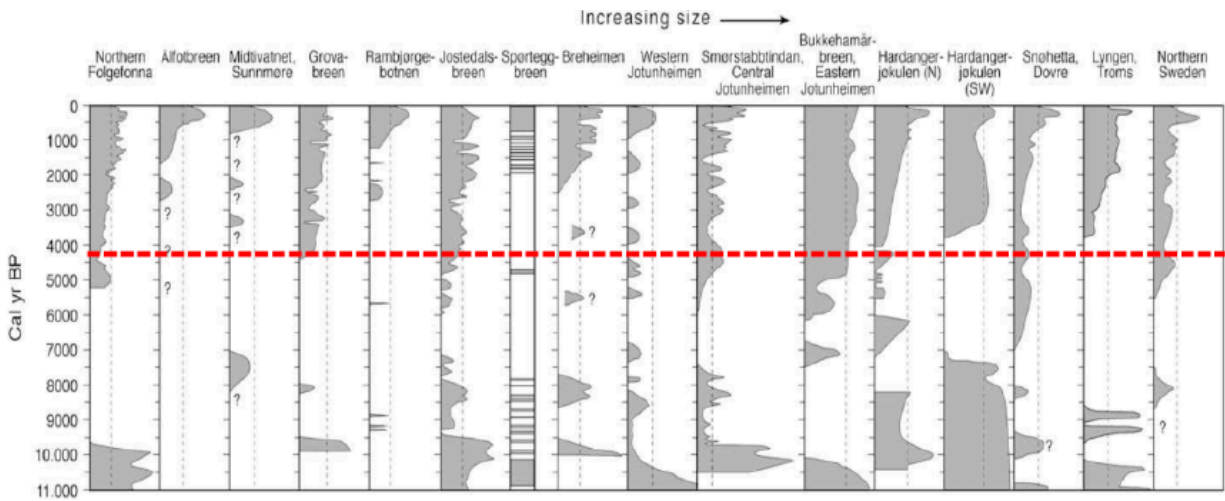 Increasing size
Northern
Folgefonna
Ålfotbreen
Midtivatnet,
Sunnmøre
Grova-
breen
Rambjørge-
botnen
Jostedals-
breen
Spørtegg-
breen
Breheimen
Western
Jotunheimen
Smørstabbtindan,
Central
Jotunheimen
Bukkehamår-
breen,
Eastern
Jotunheimen
Hardanger-
jøkulen (N)
Hardanger-
jøkulen
(SW)
Snøhetta,
Dovre
Lyngen,
Troms
Northern
Sweden
Cal yr BP
0
1000
2000
3000
4000
5000
6000
7000
8000
9000
10.000
11.000
?
?
?
?
?
?
?
?
?
?
?
?
?